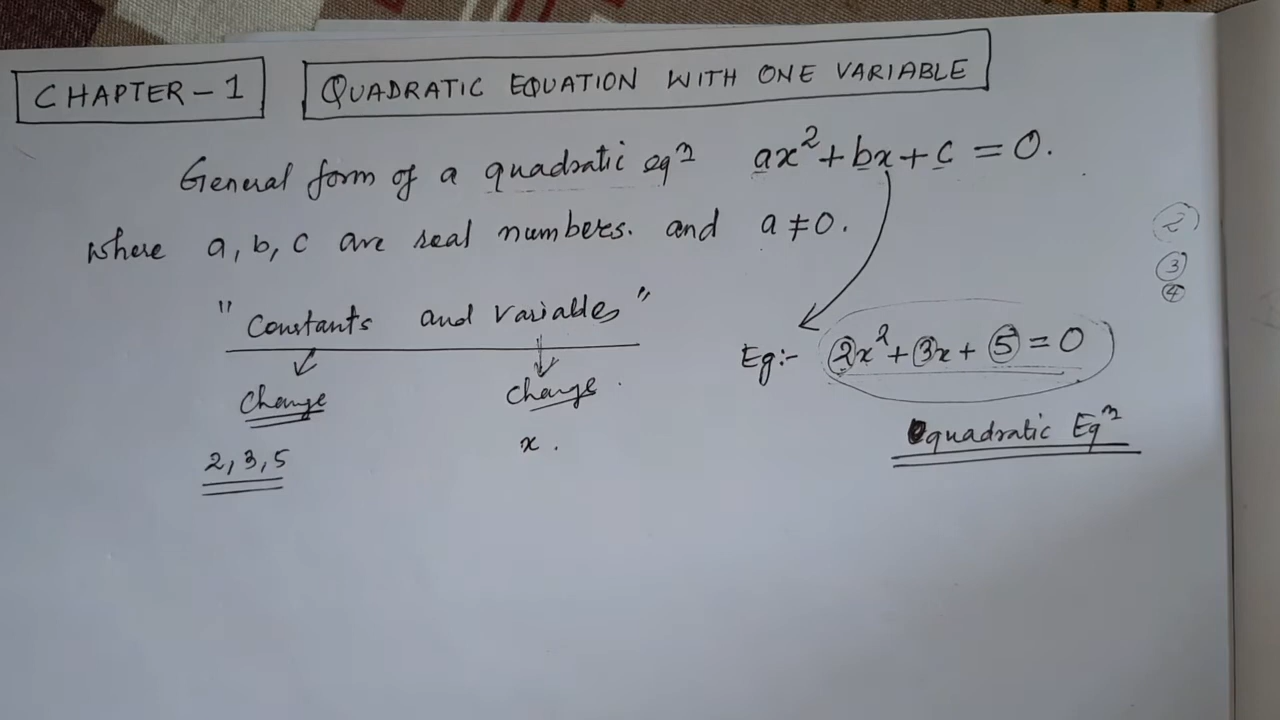 CHAPTER - 1
QUADRATIC EQUATION WITH ONE VARIABLE
General form of a quadratic eqⁿ ax² + bx + c = 0.
where a, b, c are real numbers. and a ≠ 0.
"Constants and variables"
Change
Change.
2, 3, 5
x.
Eg:- 2x² + 3x + 5 = 0
quadratic Eqⁿ
2
3
4